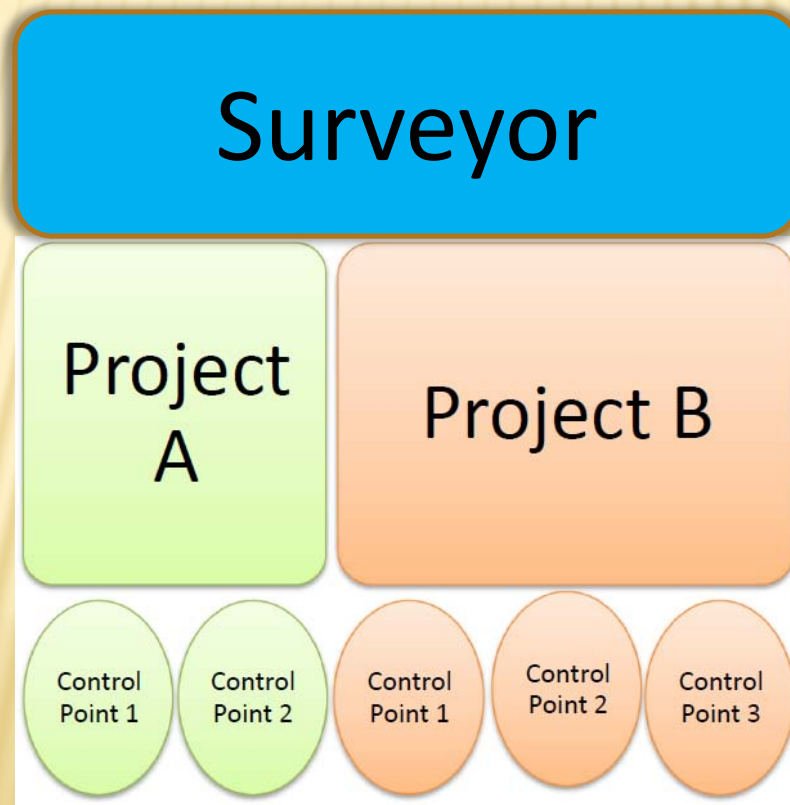 Surveyor
Project
A
Project B
Control
Point 1
Control
Point 2
Control
Point 1
Control
Point 2
Control
Point 3